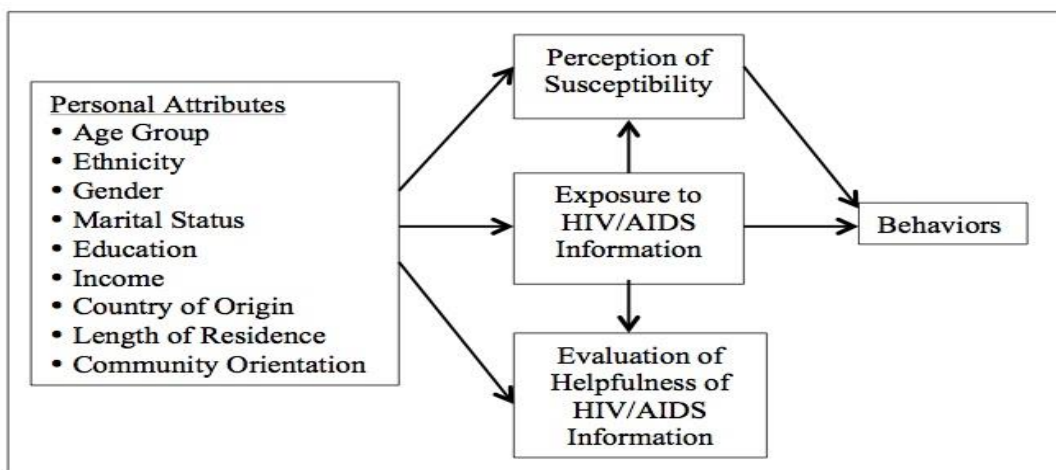 Personal Attributes
• Age Group
• Ethnicity
• Gender
• Marital Status
• Education
• Income
• Country of Origin
• Length of Residence
• Community Orientation
Perception of
Susceptibility
Exposure to
HIV/AIDS
Information
Evaluation of
Helpfulness of
HIV/AIDS
Information
Behaviors